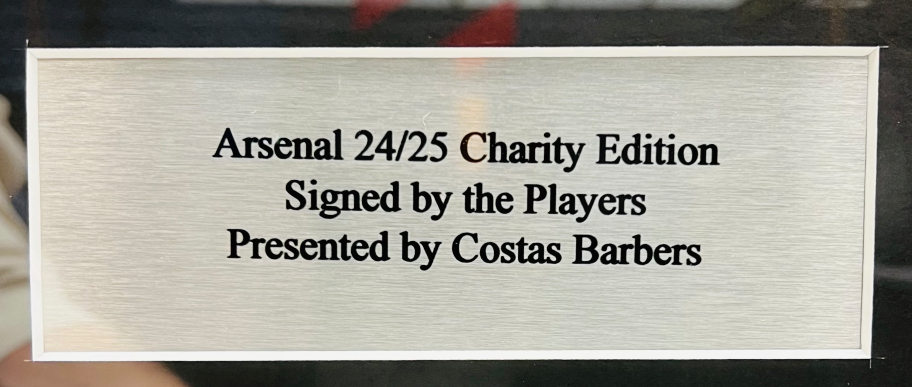 Arsenal 24/25 Charity Edition
Signed by the Players
Presented by Costas Barbers